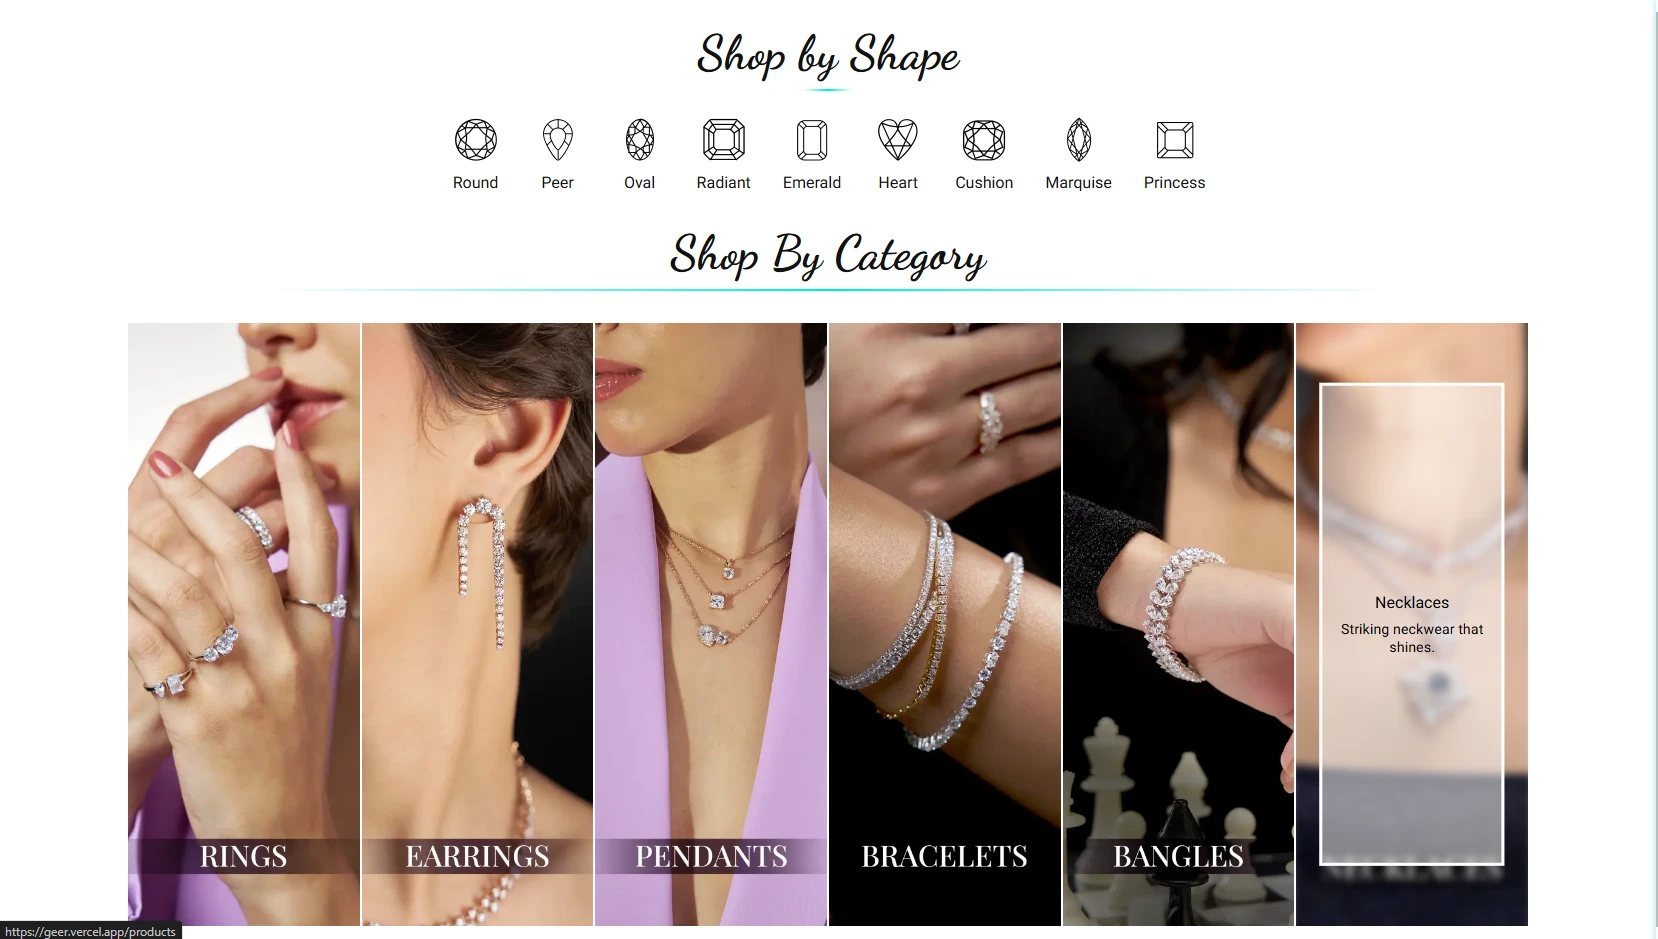 Shop by Shape
Round Peer Oval Radiant Emerald Heart Cushion Marquise Princess
Shop By Category
Necklaces
Striking neckwear that
shines.
RINGS EARRINGS PENDANTS BRACELETS BANGLES NECKLACES
https://geer.vercel.app/products